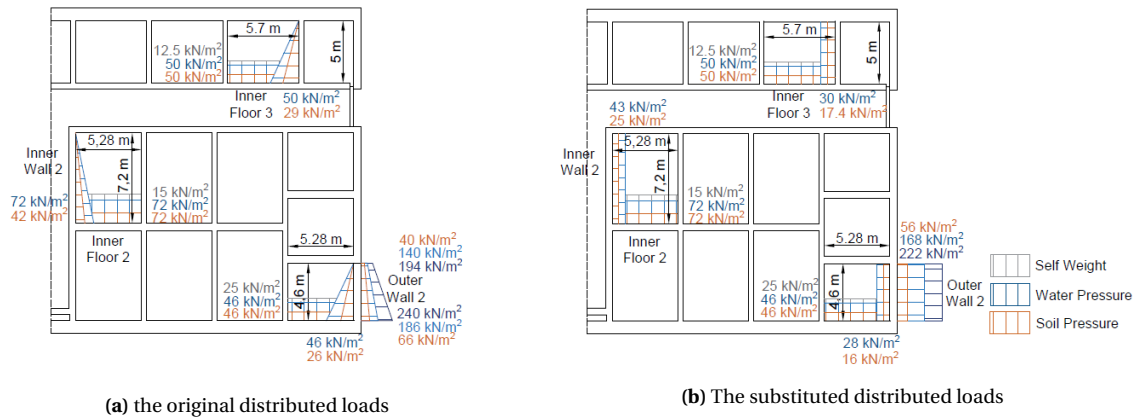 5.7 m
12.5 kN/m²
50 kN/m²
50 kN/m²
5 m
Inner
Floor 3
50 kN/m²
29 kN/m²
5,28 m
Inner
Wall 2
7,2 m
72 kN/m²
42 kN/m²
15 kN/m²
72 kN/m²
72 kN/m²
Inner
Floor 2
5.28 m
40 kN/m²
140 kN/m²
194 kN/m²
Outer
Wall 2
25 kN/m²
46 kN/m²
46 kN/m²
4,6 m
240 kN/m²
186 kN/m²
66 kN/m²
46 kN/m²
26 kN/m²
(a) the original distributed loads
5.7 m
12.5 kN/m²
50 kN/m²
50 kN/m²
5 m
Inner
Floor 3
30 kN/m²
17.4 kN/m²
43 kN/m²
25 kN/m²
5,28 m
Inner
Wall 2
7,2 m
15 kN/m²
72 kN/m²
72 kN/m²
Inner
Floor 2
5.28 m
56 kN/m²
168 kN/m²
222 kN/m²
25 kN/m²
46 kN/m²
46 kN/m²
4,6 m
Outer
Wall 2
28 kN/m²
16 kN/m²
Self Weight
Water Pressure
Soil Pressure
(b) The substituted distributed loads